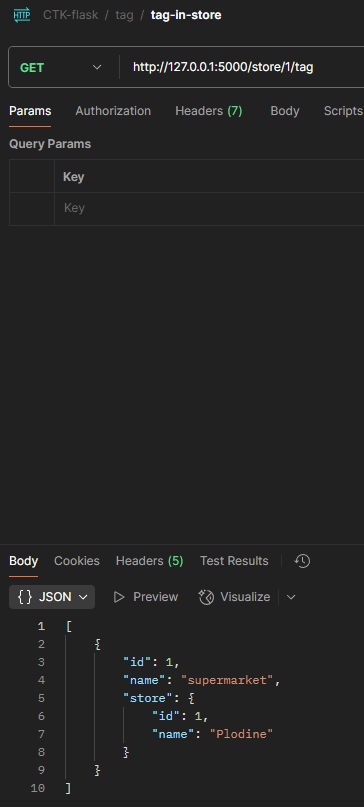 HTTP CTK-flask / tag / tag-in-store
GET http://127.0.0.1:5000/store/1/tag
Params Authorization Headers (7) Body Scripts
Query Params
Key
Key
Body Cookies Headers (5) Test Results
{} JSON Preview Visualize
1 [
2 {
3 "id": 1,
4 "name": "supermarket",
5 "store": {
6 "id": 1,
7 "name": "Plodine"
8 }
9 }
10 ]